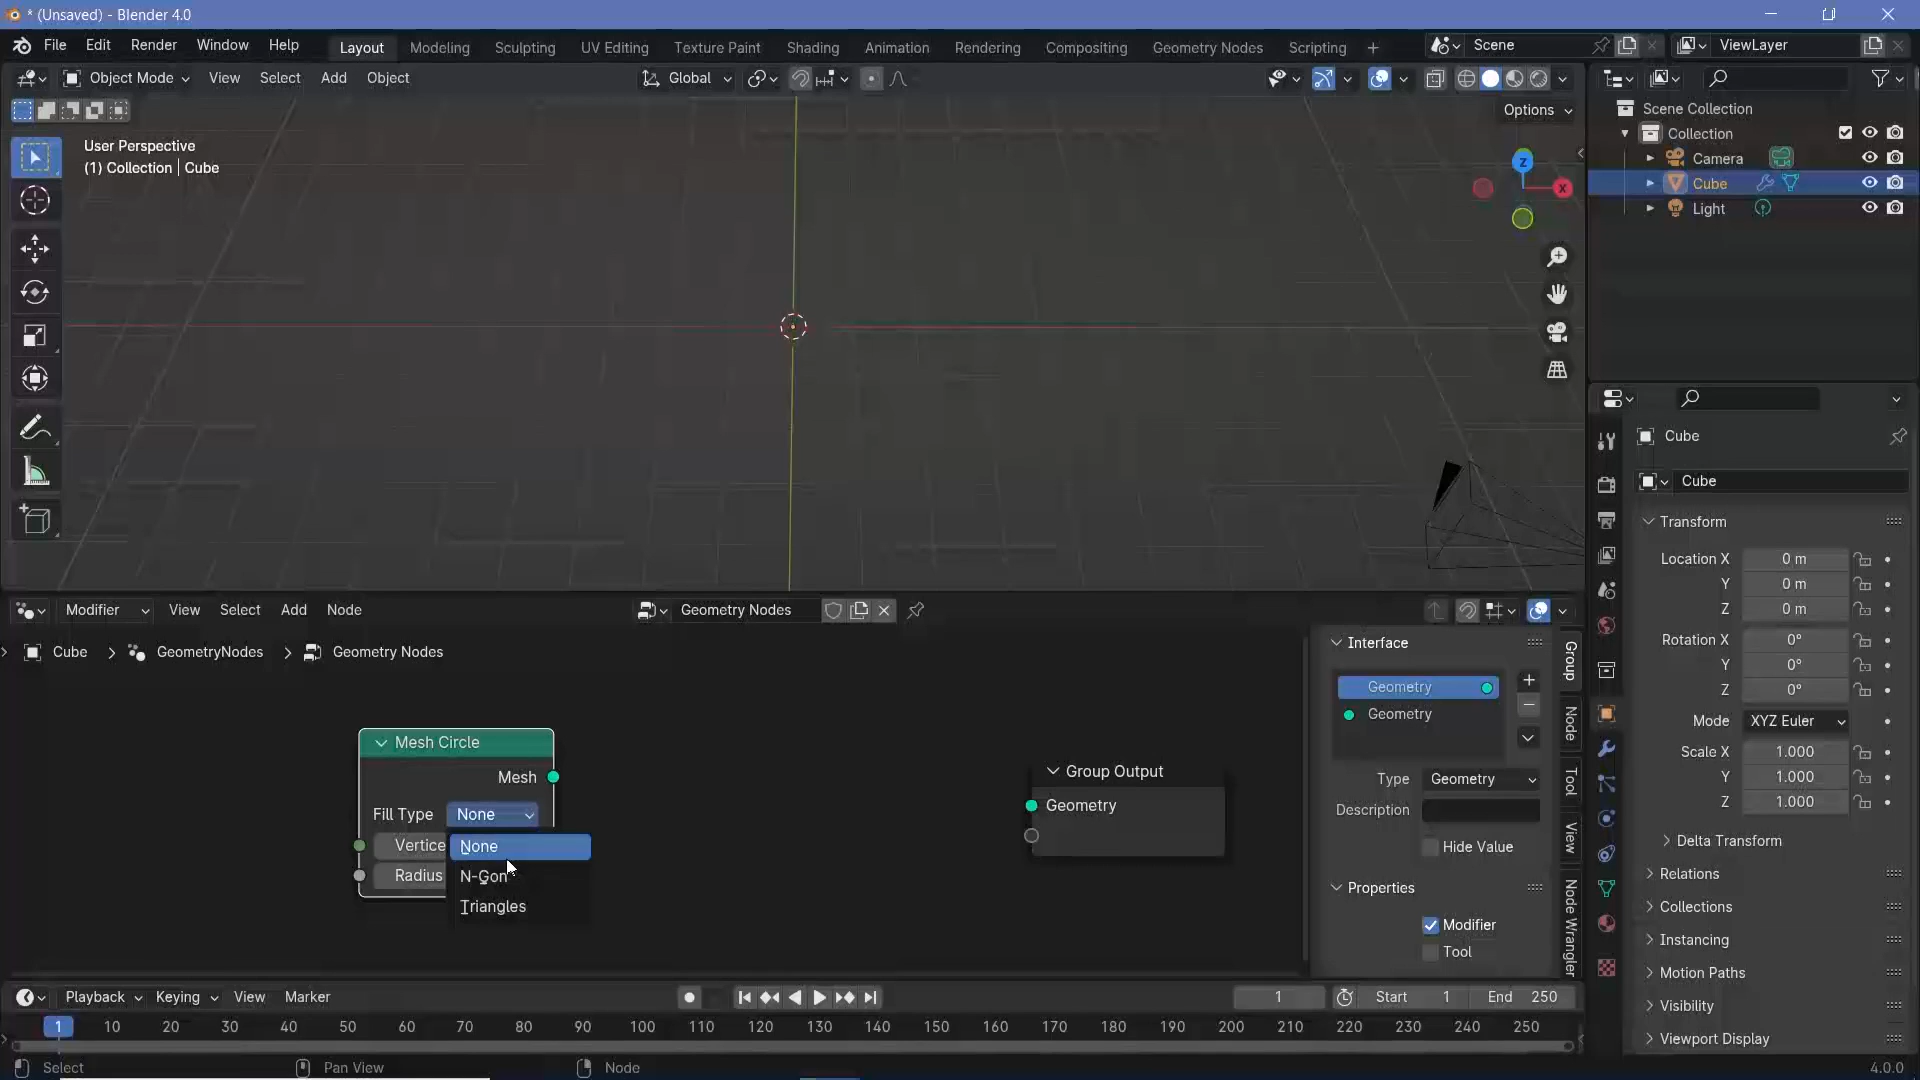 * (Unsaved) - Blender 4.0
File Edit Render Window Help Layout Modeling Sculpting UV Editing Texture Paint Shading Animation Rendering Compositing Geometry Nodes Scripting + Scene ViewLayer
Object Mode View Select Add Object Global
Options
User Perspective
(1) Collection | Cube
Z
X
Scene Collection
Collection
Camera
Cube
Light
Cube
Cube
Transform
Location X 0 m
Y 0 m
Z 0 m
Rotation X 0°
Y 0°
Z 0°
Mode XYZ Euler
Scale X 1.000
Y 1.000
Z 1.000
Delta Transform
Relations
Collections
Instancing
Motion Paths
Visibility
Viewport Display
Modifier View Select Add Node Geometry Nodes
Cube > GeometryNodes > Geometry Nodes
Mesh Circle
Mesh
Fill Type None
Vertice
Radius
None
N-Gon
Triangles
Group Output
Geometry
Interface
Geometry
Geometry
Type Geometry
Description
Hide Value
Properties
Modifier
Tool
Group
Node
Tool
View
Node Wrangler
Playback Keying View Marker 1 Start 1 End 250
1 10 20 30 40 50 60 70 80 90 100 110 120 130 140 150 160 170 180 190 200 210 220 230 240 250
Select Pan View Node 4.0.0